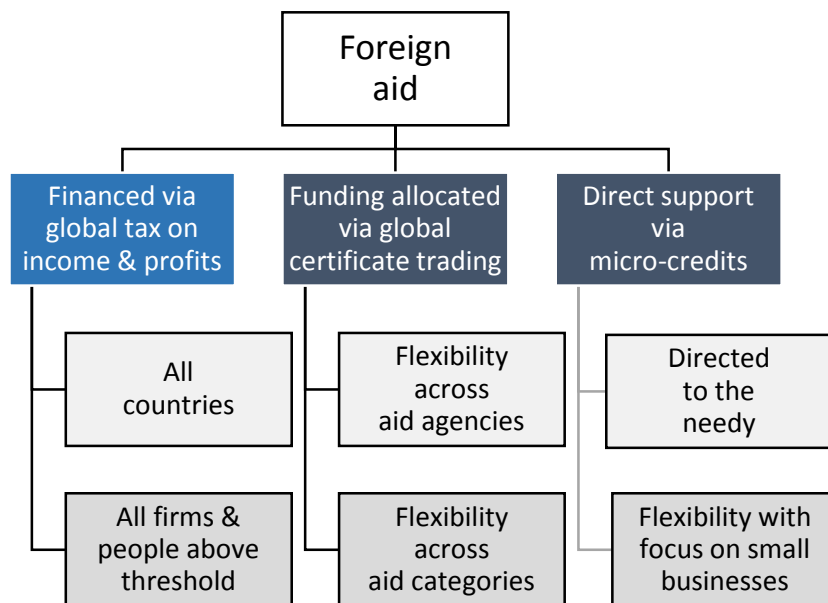 Foreign
aid
Financed via
global tax on
income & profits
Funding allocated
via global
certificate trading
Direct support
via
micro-credits
All
countries
Flexibility
across
aid agencies
Directed
to the
needy
All firms &
people above
threshold
Flexibility
across
aid categories
Flexibility with
focus on small
businesses